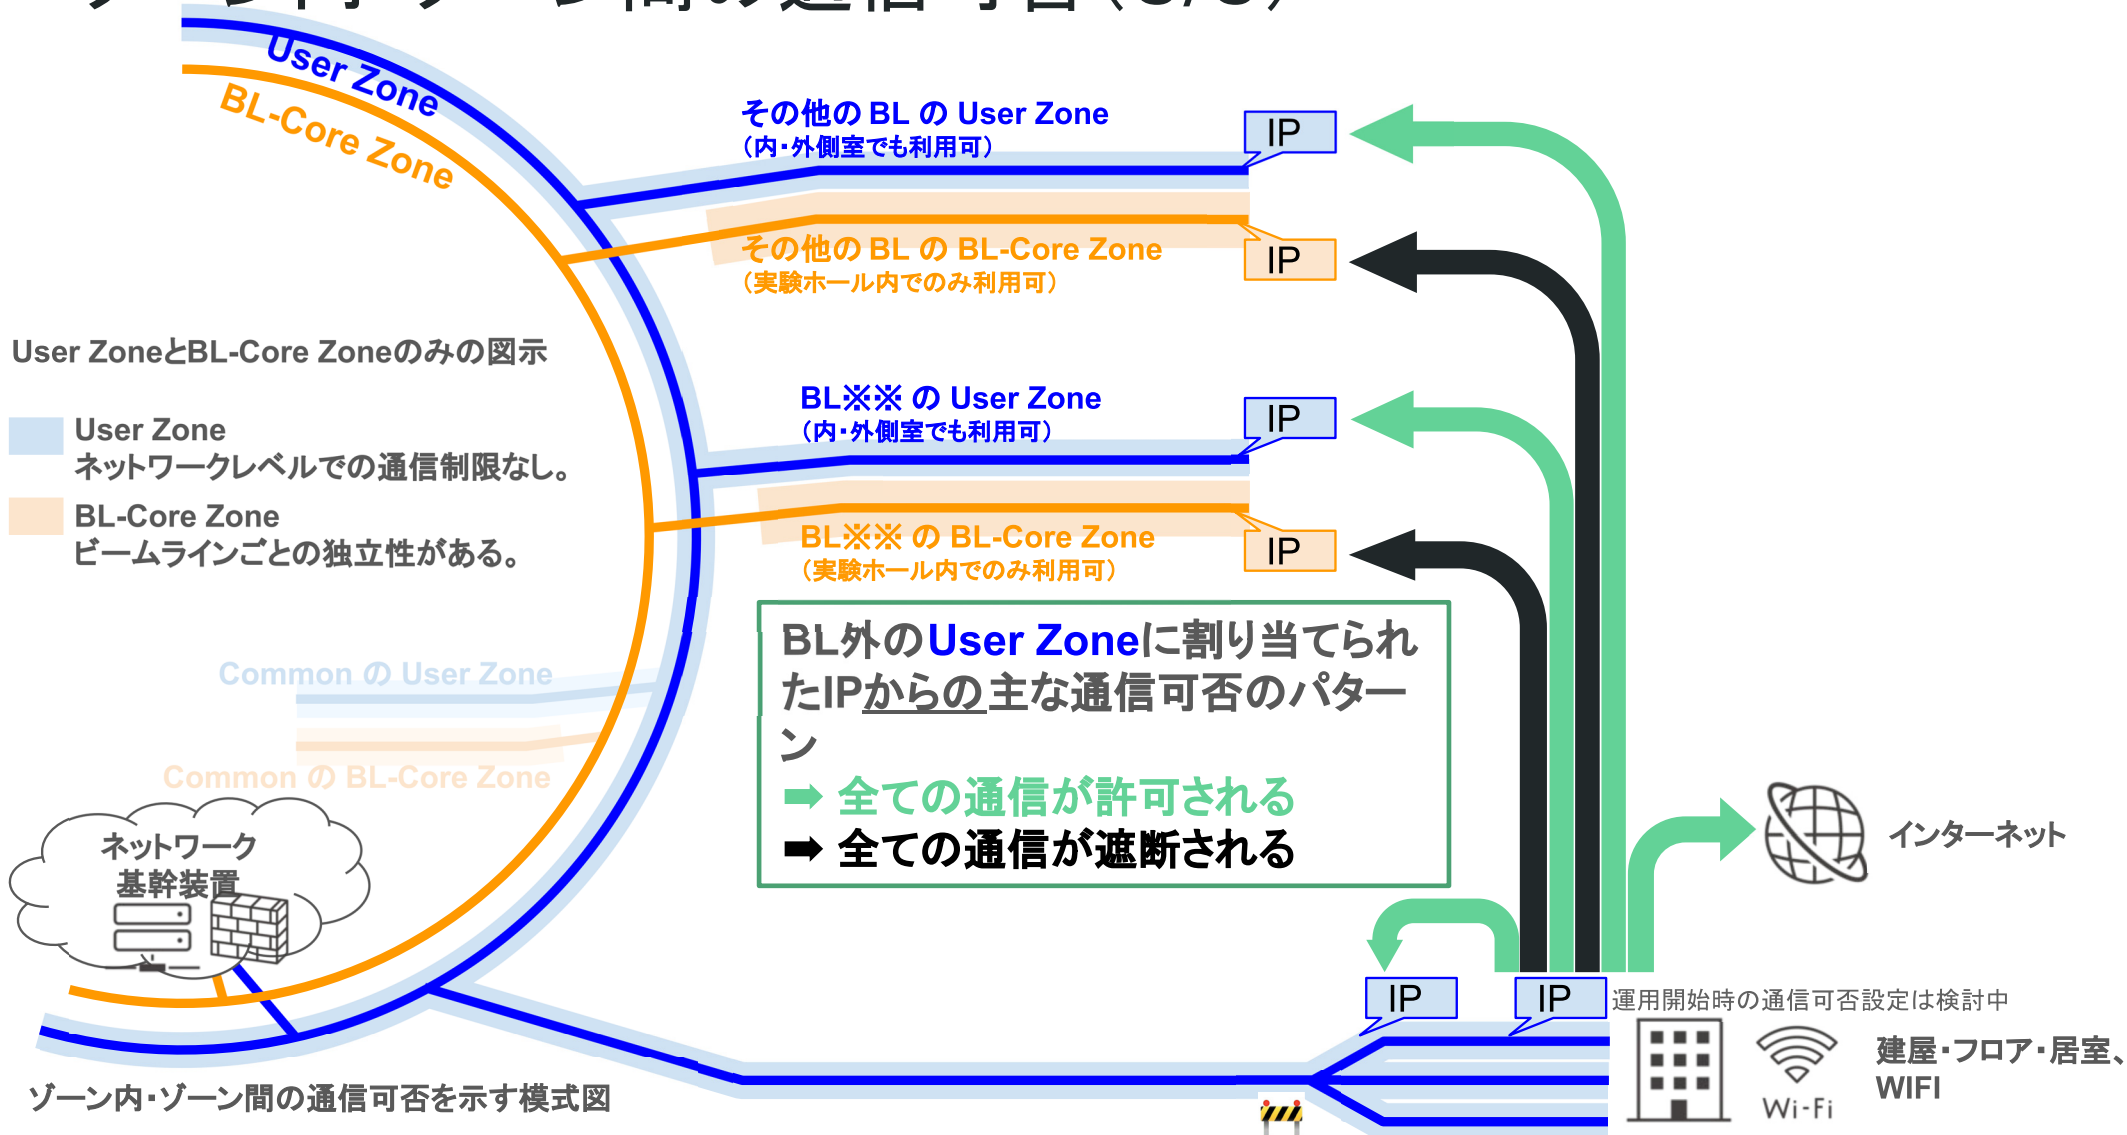 User Zone
BL-Core Zone
その他の BL の User Zone
（内・外側室でも利用可）
IP
その他の BL の BL-Core Zone
（実験ホール内でのみ利用可）
IP
User ZoneとBL-Core Zoneのみの図示
User Zone
ネットワークレベルでの通信制限なし。
BL-Core Zone
ビームラインごとの独立性がある。
BL※※ の User Zone
（内・外側室でも利用可）
IP
BL※※ の BL-Core Zone
（実験ホール内でのみ利用可）
IP
BL外のUser Zoneに割り当てられ
たIPからの主な通信可否のパター
ン
➡ 全ての通信が許可される
➡ 全ての通信が遮断される
Common の User Zone
Common の BL-Core Zone
ネットワーク
基幹装置
インターネット
IP
IP
運用開始時の通信可否設定は検討中
建屋・フロア・居室、
WIFI
Wi-Fi
ゾーン内・ゾーン間の通信可否を示す模式図